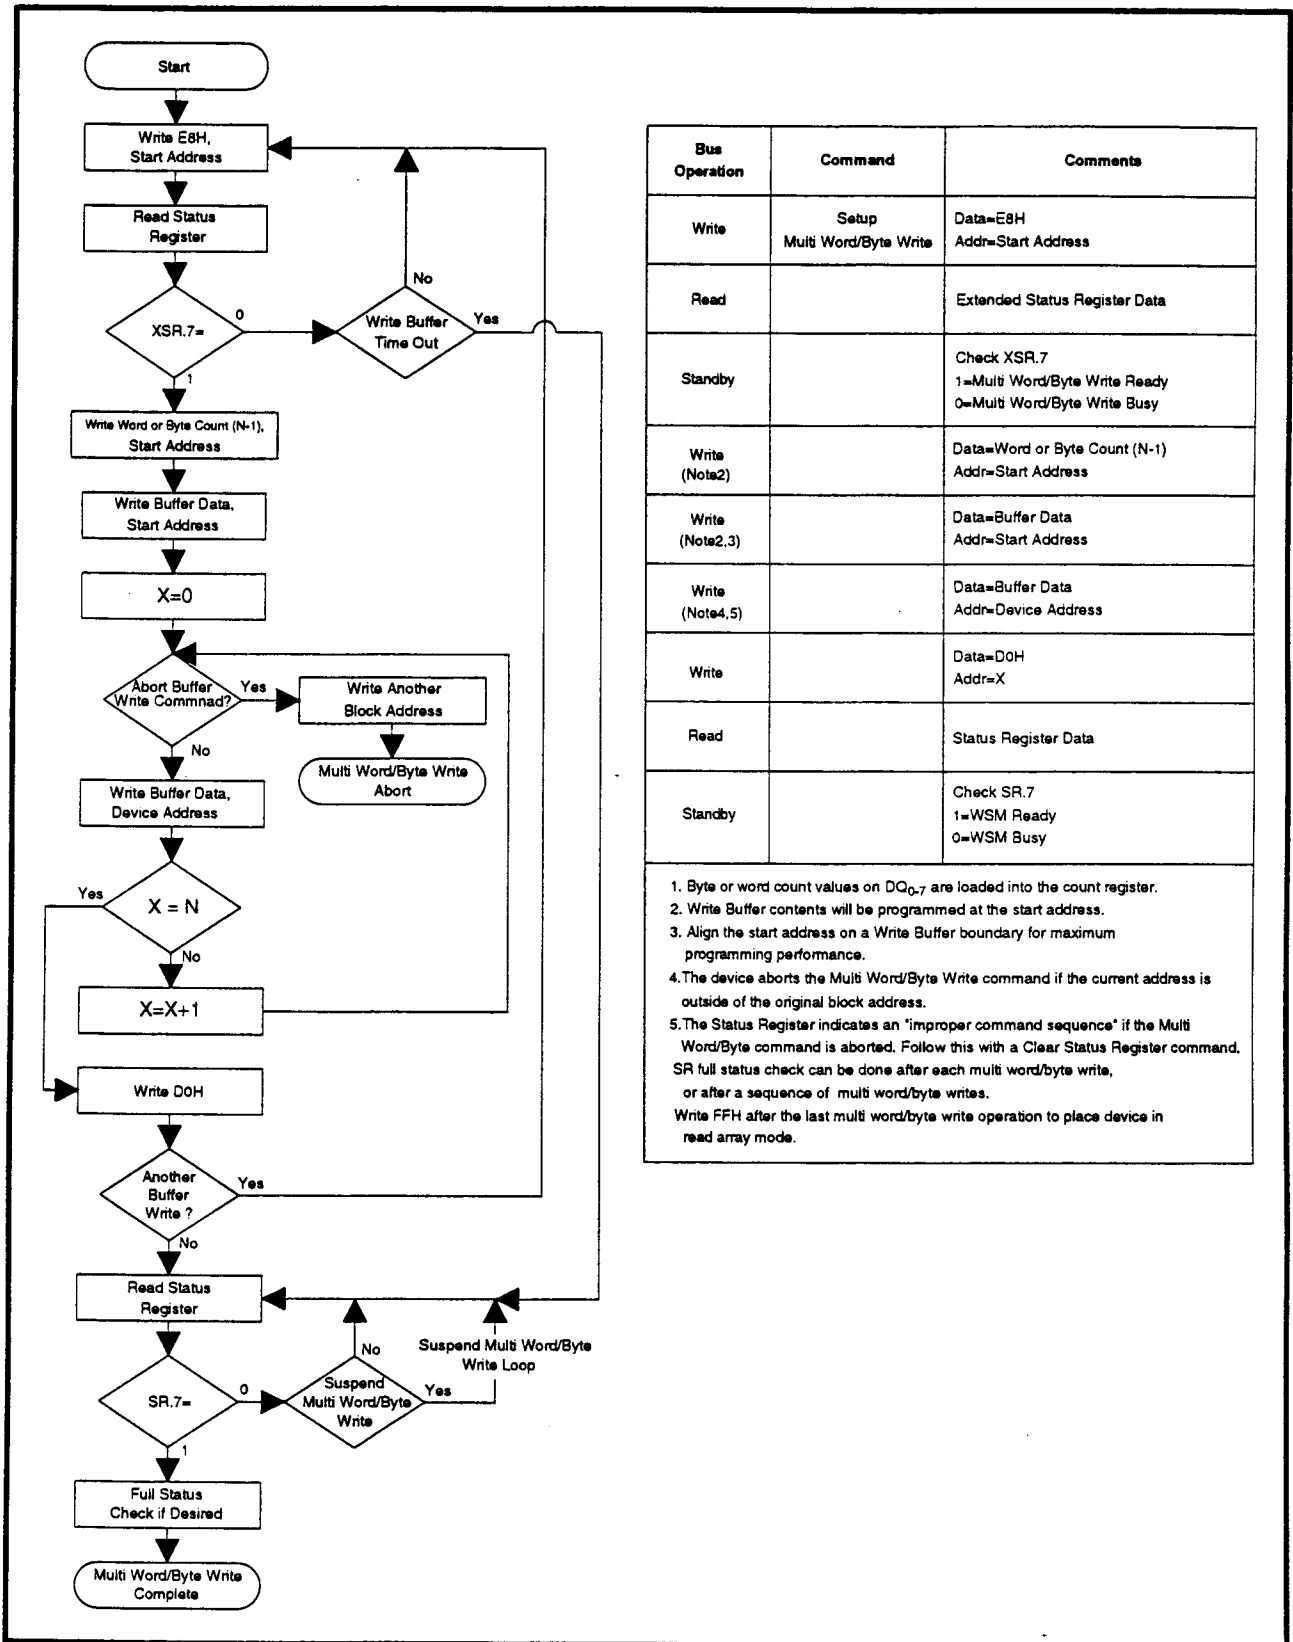 Start
Write E8H,
Start Address
Read Status
Register
XSR.7=
0
1
No
Write Buffer
Time Out
Yes
Write Word or Byte Count (N-1),
Start Address
Write Buffer Data,
Start Address
X=0
Abort Buffer
Write Commnad?
Yes
No
Write Another
Block Address
Multi Word/Byte Write
Abort
Write Buffer Data,
Device Address
Yes
X = N
No
X=X+1
Write D0H
Another
Buffer
Write ?
Yes
No
Read Status
Register
SR.7=
0
1
No
Suspend
Multi Word/Byte
Write
Yes
Suspend Multi Word/Byte
Write Loop
Full Status
Check if Desired
Multi Word/Byte Write
Complete
Bus
Operation
Command
Comments
Write
Setup
Multi Word/Byte Write
Data=E8H
Addr=Start Address
Read
Extended Status Register Data
Standby
Check XSR.7
1=Multi Word/Byte Write Ready
0=Multi Word/Byte Write Busy
Write
(Note2)
Data=Word or Byte Count (N-1)
Addr=Start Address
Write
(Note2,3)
Data=Buffer Data
Addr=Start Address
Write
(Note4,5)
Data=Buffer Data
Addr=Device Address
Write
Data=D0H
Addr=X
Read
Status Register Data
Standby
Check SR.7
1=WSM Ready
0=WSM Busy
1. Byte or word count values on DQ0-7 are loaded into the count register.
2. Write Buffer contents will be programmed at the start address.
3. Align the start address on a Write Buffer boundary for maximum
programming performance.
4.The device aborts the Multi Word/Byte Write command if the current address is
outside of the original block address.
5.The Status Register indicates an "improper command sequence" if the Multi
Word/Byte command is aborted. Follow this with a Clear Status Register command.
SR full status check can be done after each multi word/byte write,
or after a sequence of multi word/byte writes.
Write FFH after the last multi word/byte write operation to place device in
read array mode.